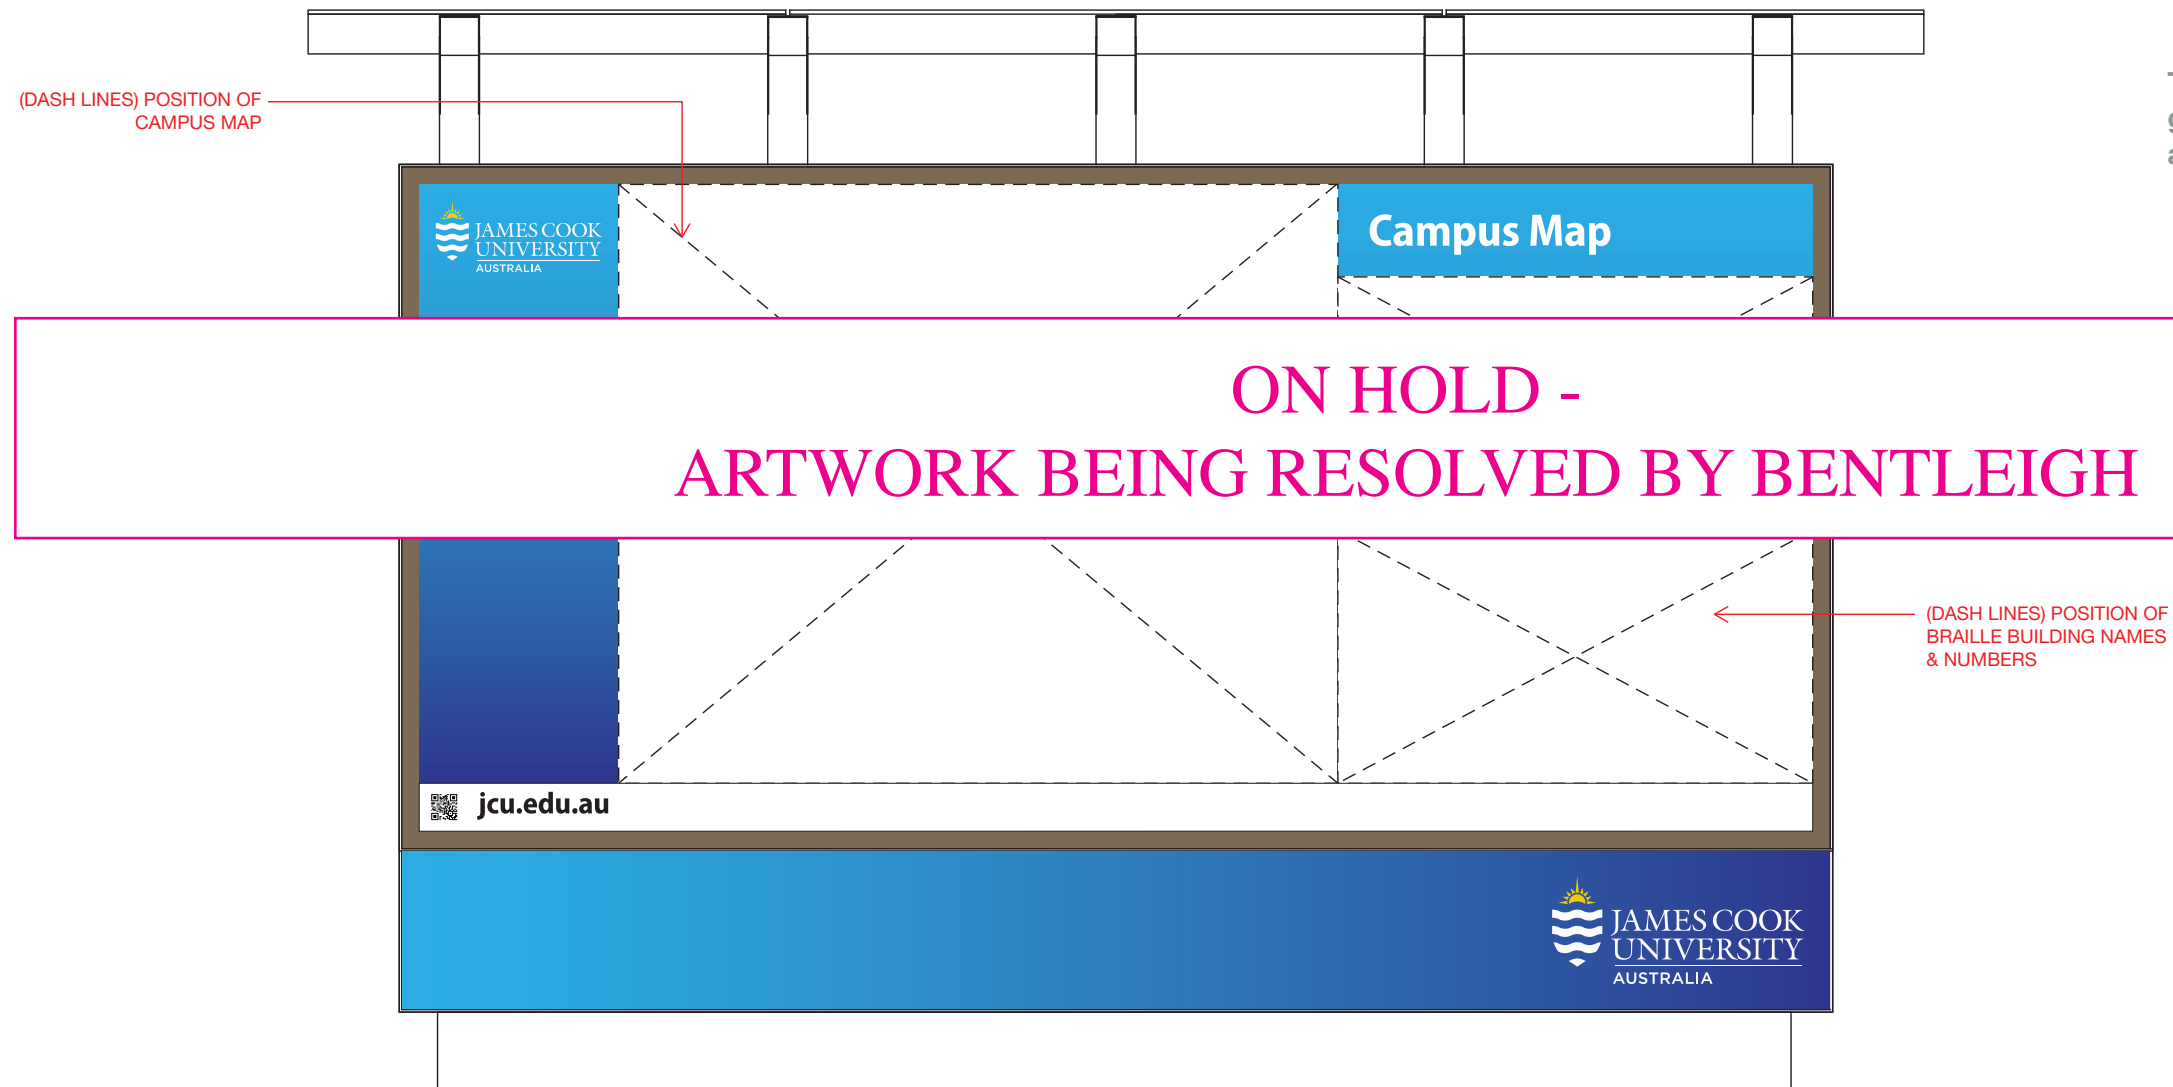 (DASH LINES) POSITION OF
CAMPUS MAP
JAMES COOK
UNIVERSITY
AUSTRALIA
Campus Map
ON HOLD -
ARTWORK BEING RESOLVED BY BENTLEIGH
(DASH LINES) POSITION OF
BRAILLE BUILDING NAMES
& NUMBERS
jcu.edu.au
JAMES COOK
UNIVERSITY
AUSTRALIA